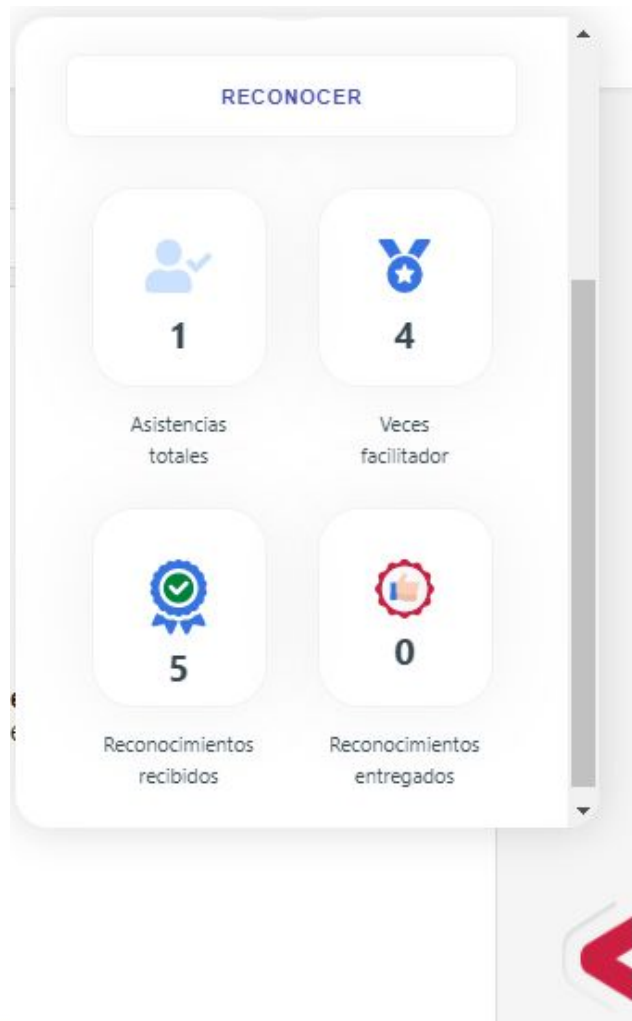 RECONOCER
1
4
Asistencias
totales
Veces
facilitador
5
0
Reconocimientos
recibidos
Reconocimientos
entregados